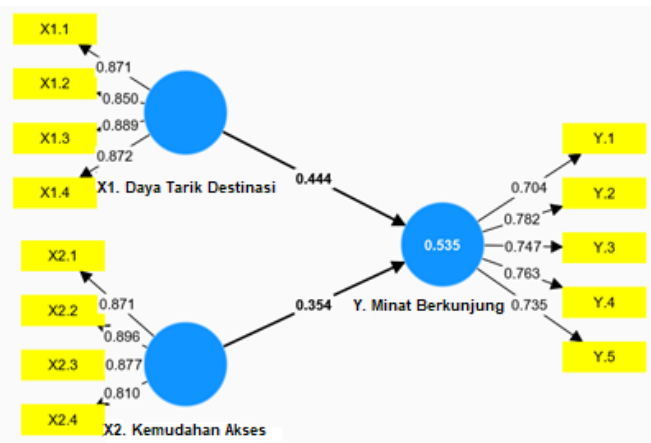 X1.1
0.871
X1.2
0.850
X1.3
0.889
0.872
X1.4
X1. Daya Tarik Destinasi
0.444
X2.1
0.871
X2.2
0.896
X2.3
0.877
0.810
X2.4
X2. Kemudahan Akses
0.354
0.535
Y. Minat Berkunjung
Y.1
0.704
Y.2
0.782
Y.3
0.747
0.763
Y.4
0.735
Y.5